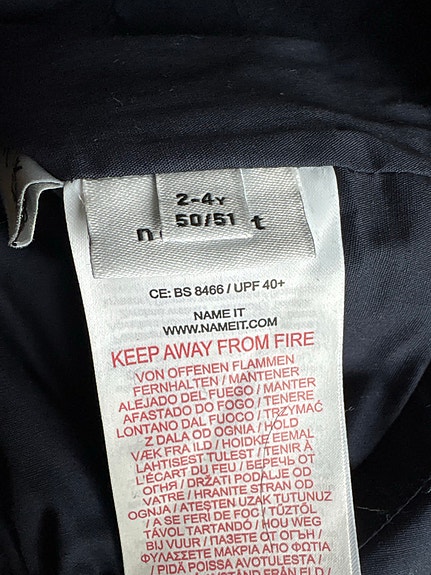 2-4Y
50/51
n t
CE: BS 8466 / UPF 40+
NAME IT
WWW.NAMEIT.COM
KEEP AWAY FROM FIRE
VON OFFENEN FLAMMEN
FERNHALTEN / MANTENER
ALEJADO DEL FUEGO / MANTER
AFASTADO DO FOGO / TENERE
LONTANO DAL FUOCO / TRZYMAĆ
Z DALA OD OGNIA / HOLD
VÆK FRA ILD / HOIDKE EEMAL
LAHTISEST TULEST / TENIR À
L'ÉCART DU FEU / БЕРЕЧЬ ОТ
ОГНЯ / DRŽATI PODALJE OD
VATRE / HRANITE STRAN OD
OGNJA / ATEŞTEN UZAK TUTUNUZ
/ A SE FERI DE FOC / TŰZTŐL
TÁVOL TARTANDÓ / HOU WEG
BIJ VUUR / ПАЗЕТЕ ОТ ОГЪН /
ΦΥΛΑΣΣΕΤΕ ΜΑΚΡΙΑ ΑΠΟ ΦΩΤΙΑ
/ PIDÄ POISSA AVOTULESTA /
FRÅN ELD /